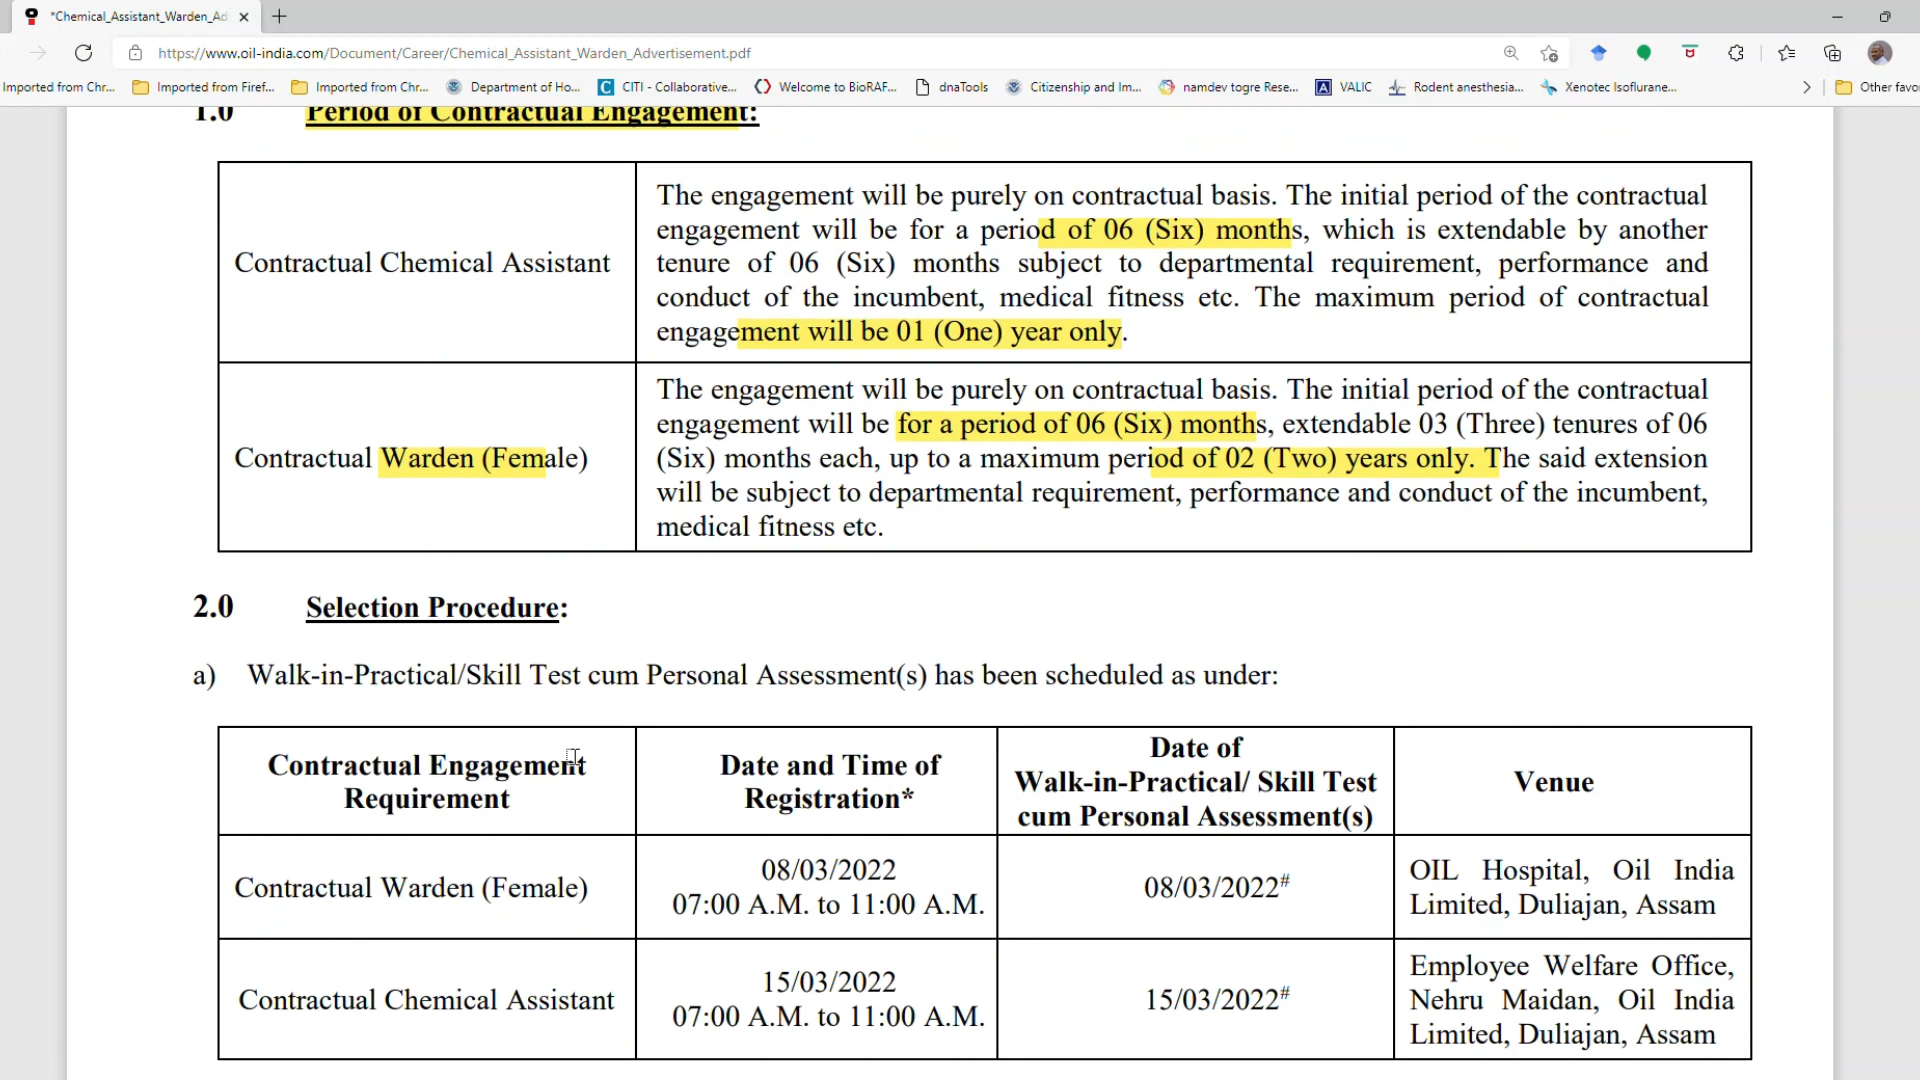 *Chemical_Assistant_Warden_Ad
https://www.oil-india.com/Document/Career/Chemical_Assistant_Warden_Advertisement.pdf
Imported from Chr... Imported from Firef... Imported from Chr... Department of Ho... CITI - Collaborative... Welcome to BioRAF... dnaTools Citizenship and Im... namdev togre Rese... VALIC Rodent anesthesia... Xenotec Isoflurane... Other favo
1.0 Period of Contractual Engagement:
Contractual Chemical Assistant
The engagement will be purely on contractual basis. The initial period of the contractual
engagement will be for a period of 06 (Six) months, which is extendable by another
tenure of 06 (Six) months subject to departmental requirement, performance and
conduct of the incumbent, medical fitness etc. The maximum period of contractual
engagement will be 01 (One) year only.
Contractual Warden (Female)
The engagement will be purely on contractual basis. The initial period of the contractual
engagement will be for a period of 06 (Six) months, extendable 03 (Three) tenures of 06
(Six) months each, up to a maximum period of 02 (Two) years only. The said extension
will be subject to departmental requirement, performance and conduct of the incumbent,
medical fitness etc.
2.0 Selection Procedure:
a) Walk-in-Practical/Skill Test cum Personal Assessment(s) has been scheduled as under:
Contractual Engagement
Requirement
Date and Time of
Registration*
Date of
Walk-in-Practical/ Skill Test
cum Personal Assessment(s)
Venue
Contractual Warden (Female)
08/03/2022
07:00 A.M. to 11:00 A.M.
08/03/2022#
OIL Hospital, Oil India
Limited, Duliajan, Assam
Contractual Chemical Assistant
15/03/2022
07:00 A.M. to 11:00 A.M.
15/03/2022#
Employee Welfare Office,
Nehru Maidan, Oil India
Limited, Duliajan, Assam